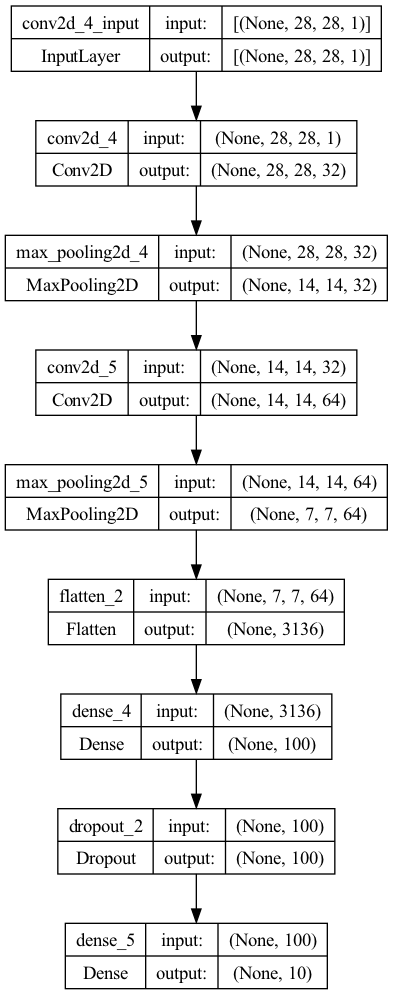 conv2d_4_input input: [(None, 28, 28, 1)]
InputLayer output: [(None, 28, 28, 1)]
conv2d_4 input: (None, 28, 28, 1)
Conv2D output: (None, 28, 28, 32)
max_pooling2d_4 input: (None, 28, 28, 32)
MaxPooling2D output: (None, 14, 14, 32)
conv2d_5 input: (None, 14, 14, 32)
Conv2D output: (None, 14, 14, 64)
max_pooling2d_5 input: (None, 14, 14, 64)
MaxPooling2D output: (None, 7, 7, 64)
flatten_2 input: (None, 7, 7, 64)
Flatten output: (None, 3136)
dense_4 input: (None, 3136)
Dense output: (None, 100)
dropout_2 input: (None, 100)
Dropout output: (None, 100)
dense_5 input: (None, 100)
Dense output: (None, 10)